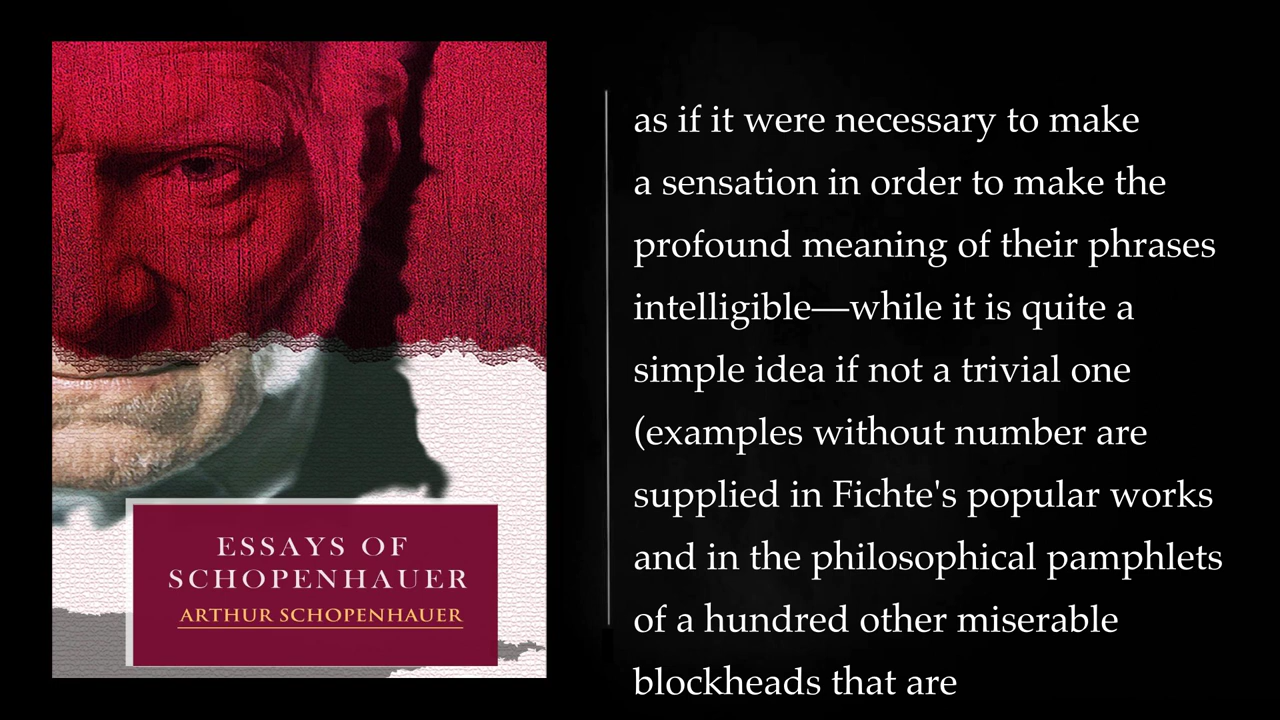 ESSAYS OF
SCHOPENHAUER
ARTHUR SCHOPENHAUER
as if it were necessary to make
a sensation in order to make the
profound meaning of their phrases
intelligible—while it is quite a
simple idea if not a trivial one
(examples without number are
supplied in Fichte's popular works
and in the philosophical pamphlets
of a hundred other miserable
blockheads that are